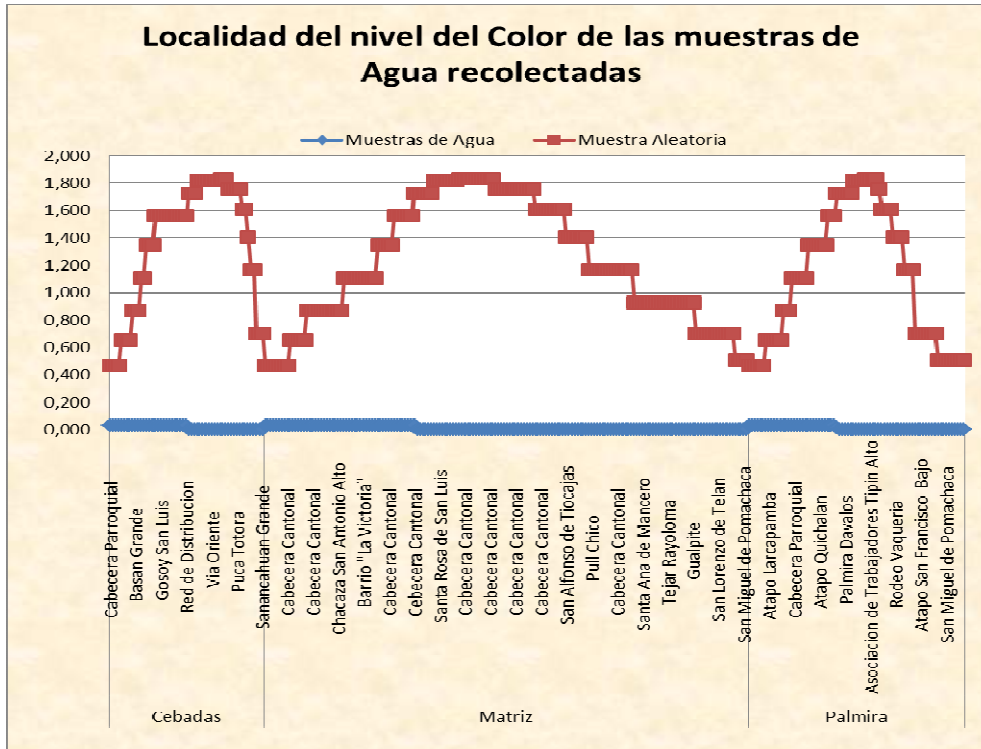 Localidad del nivel del Color de las muestras de
Agua recolectadas
Muestras de Agua
Muestra Aleatoria
2,000
1,800
1,600
1,400
1,200
1,000
0,800
0,600
0,400
0,200
0,000
Cabecera Parroquial
Basan Grande
Gosoy San Luis
Red de Distribucion
Via Oriente
Puca Totora
Sanancahuan Grande
Cabecera Cantonal
Cabecera Cantonal
Chacaza San Antonio Alto
Barrio "La Victoria"
Cabecera Cantonal
Cebecera Cantonal
Santa Rosa de San Luis
Cabecera Cantonal
Cabecera Cantonal
Cabecera Cantonal
Cabecera Cantonal
San Alfonso de Tiocajas
Pull Chico
Cabecera Cantonal
Santa Ana de Mancero
Tejar Rayoloma
Gualpite
San Lorenzo de Telan
San Miguel de Pomachaca
Atapo Larcapamba
Cabecera Parroquial
Atapo Quichalan
Palmira Davalos
Asociacion de Trabajadores Tipin Alto
Rodeo Vaqueria
Atapo San Francisco Bajo
San Miguel de Pomachaca
Cebadas
Matriz
Palmira